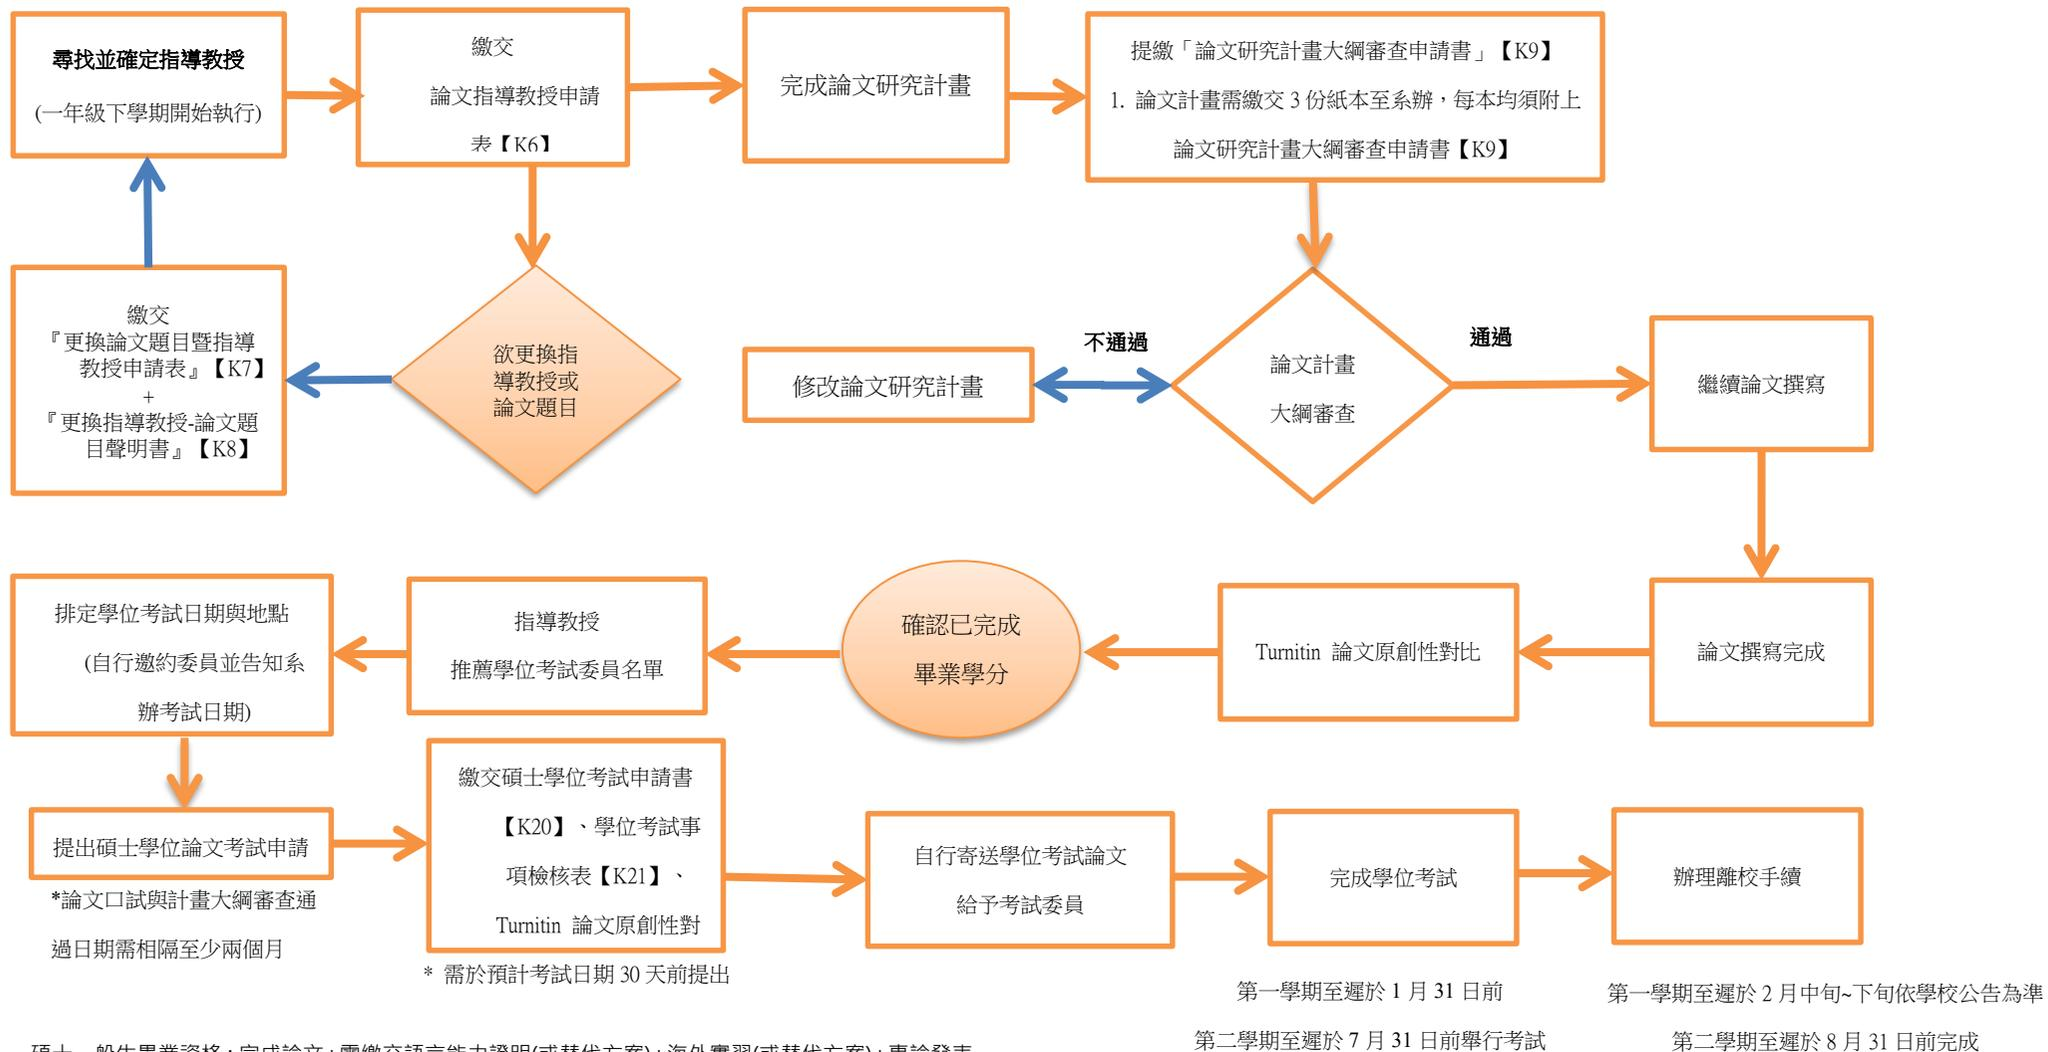 尋找並確定指導教授
(一年級下學期開始執行)
繳交
論文指導教授申請
表【K6】
完成論文研究計畫
提繳「論文研究計畫大綱審查申請書」【K9】
1. 論文計畫需繳交 3 份紙本至系辦，每本均須附上
論文研究計畫大綱審查申請書【K9】
繳交
『更換論文題目暨指導
教授申請表』【K7】
+
『更換指導教授-論文題
目聲明書』【K8】
欲更換指
導教授或
論文題目
修改論文研究計畫
不通過
論文計畫
大綱審查
通過
繼續論文撰寫
排定學位考試日期與地點
(自行邀約委員並告知系
辦考試日期)
指導教授
推薦學位考試委員名單
確認已完成
畢業學分
Turnitin 論文原創性對比
論文撰寫完成
提出碩士學位論文考試申請
*論文口試與計畫大綱審查通
過日期需相隔至少兩個月
繳交碩士學位考試申請書
【K20】、學位考試事
項檢核表【K21】、
Turnitin 論文原創性對
* 需於預計考試日期 30 天前提出
自行寄送學位考試論文
給予考試委員
完成學位考試
第一學期至遲於 1 月 31 日前
第二學期至遲於 7 月 31 日前舉行考試
辦理離校手續
第一學期至遲於 2 月中旬~下旬依學校公告為準
第二學期至遲於 8 月 31 日前完成